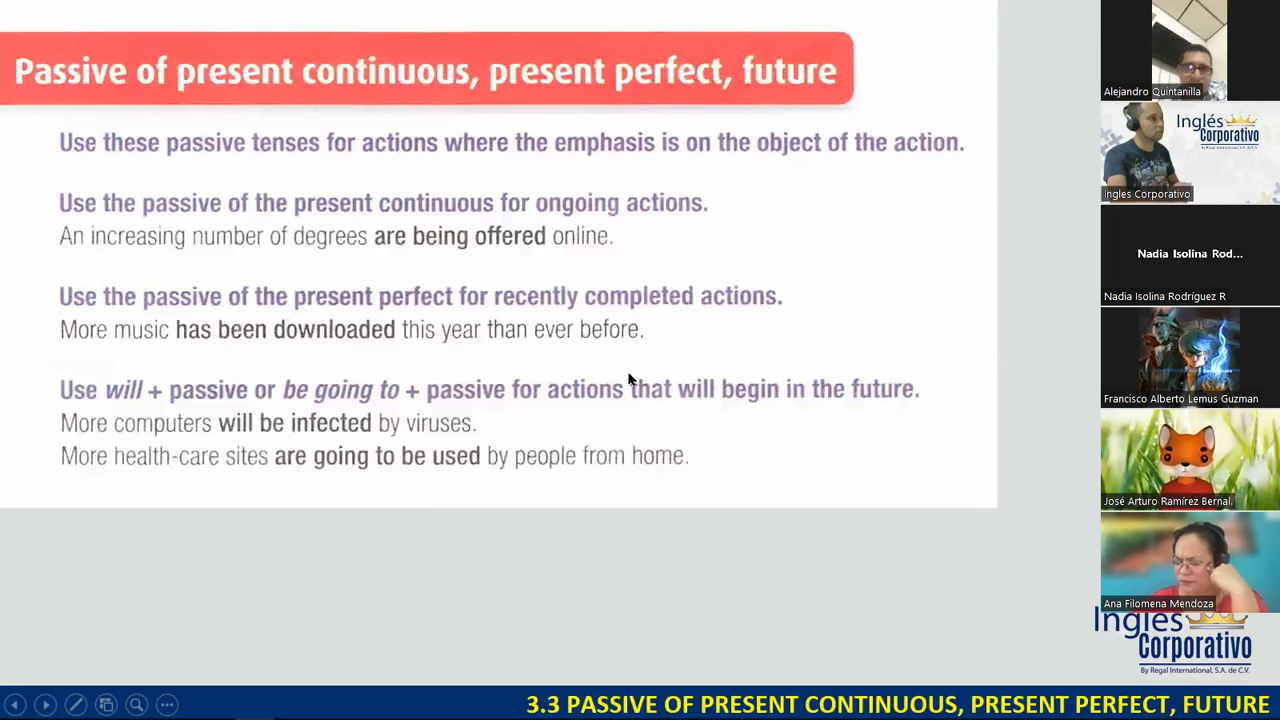 Passive of present continuous, present perfect, future
Use these passive tenses for actions where the emphasis is on the object of the action.
Use the passive of the present continuous for ongoing actions.
An increasing number of degrees are being offered online.
Use the passive of the present perfect for recently completed actions.
More music has been downloaded this year than ever before.
Use will + passive or be going to + passive for actions that will begin in the future.
More computers will be infected by viruses.
More health-care sites are going to be used by people from home.
Alejandro Quintanilla
Inglés
Corporativo
By Regal International, S.A. de C.V.
Ingles Corporativo
Nadia Isolina Rod...
Nadia Isolina Rodríguez R
Francisco Alberto Lemus Guzman
José Arturo Ramírez Bernal.
Ana Filomena Mendoza
Inglés
Corporativo
By Regal International, S.A. de C.V.
3.3 PASSIVE OF PRESENT CONTINUOUS, PRESENT PERFECT, FUTURE